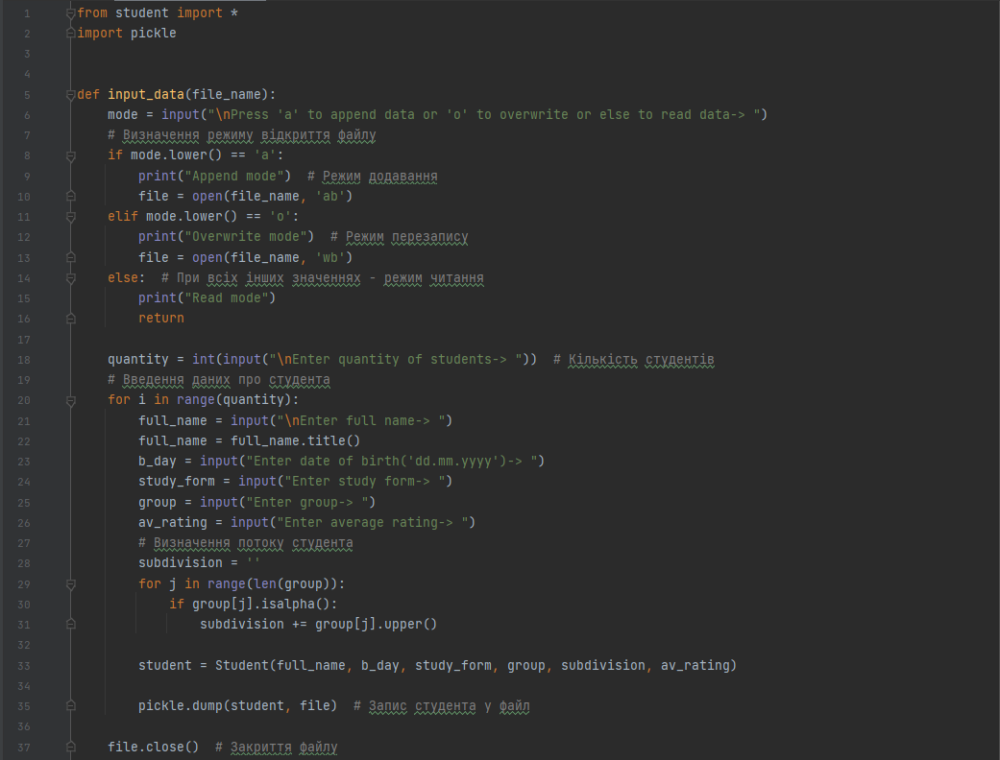 1 from student import *
2 import pickle
3
4
5 def input_data(file_name):
6     mode = input("\nPress 'a' to append data or 'o' to overwrite or else to read data-> ")
7     # Визначення режиму відкриття файлу
8     if mode.lower() == 'a':
9         print("Append mode")  # Режим додавання
10         file = open(file_name, 'ab')
11     elif mode.lower() == 'o':
12         print("Overwrite mode")  # Режим перезапису
13         file = open(file_name, 'wb')
14     else:  # При всіх інших значеннях - режим читання
15         print("Read mode")
16         return
17
18     quantity = int(input("\nEnter quantity of students-> "))  # Кількість студентів
19     # Введення даних про студента
20     for i in range(quantity):
21         full_name = input("\nEnter full name-> ")
22         full_name = full_name.title()
23         b_day = input("Enter date of birth('dd.mm.yyyy')-> ")
24         study_form = input("Enter study form-> ")
25         group = input("Enter group-> ")
26         av_rating = input("Enter average rating-> ")
27         # Визначення потоку студента
28         subdivision = ''
29         for j in range(len(group)):
30             if group[j].isalpha():
31                 subdivision += group[j].upper()
32
33         student = Student(full_name, b_day, study_form, group, subdivision, av_rating)
34
35         pickle.dump(student, file)  # Запис студента у файл
36
37     file.close()  # Закриття файлу